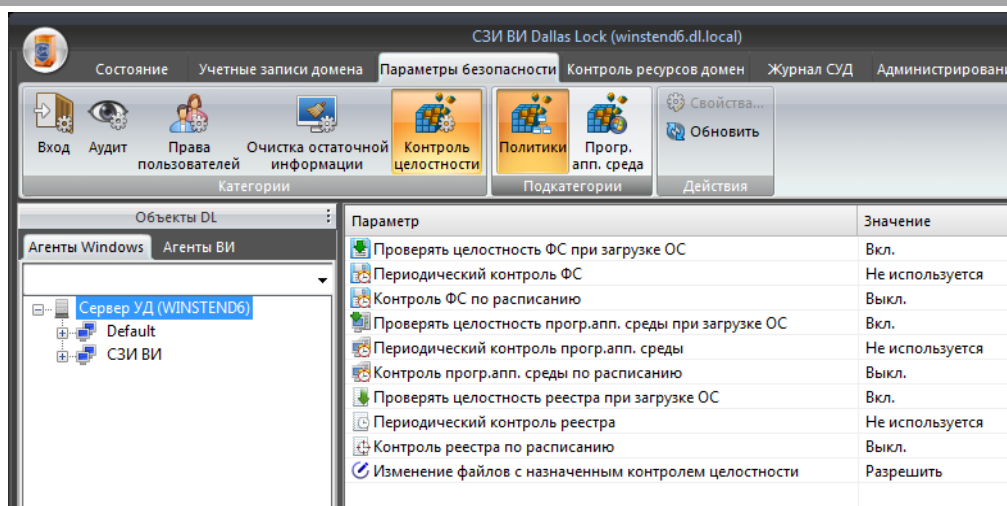 СЗИ ВИ Dallas Lock (winstend6.dl.local)
Состояние Учетные записи домена Параметры безопасности Контроль ресурсов домен Журнал СУД Администрирован
Вход Аудит Права пользователей Очистка остаточной информации Контроль целостности Политики Прогр. апп. среда Свойства... Обновить
Категории Подкатегории Действия
Объекты DL
Агенты Windows Агенты ВИ
Сервер УД (WINSTEND6)
Default
СЗИ ВИ
Параметр Значение
Проверять целостность ФС при загрузке ОС Вкл.
Периодический контроль ФС Не используется
Контроль ФС по расписанию Выкл.
Проверять целостность прогр.апп. среды при загрузке ОС Вкл.
Периодический контроль прогр.апп. среды Не используется
Контроль прогр.апп. среды по расписанию Выкл.
Проверять целостность реестра при загрузке ОС Вкл.
Периодический контроль реестра Не используется
Контроль реестра по расписанию Выкл.
Изменение файлов с назначенным контролем целостности Разрешить